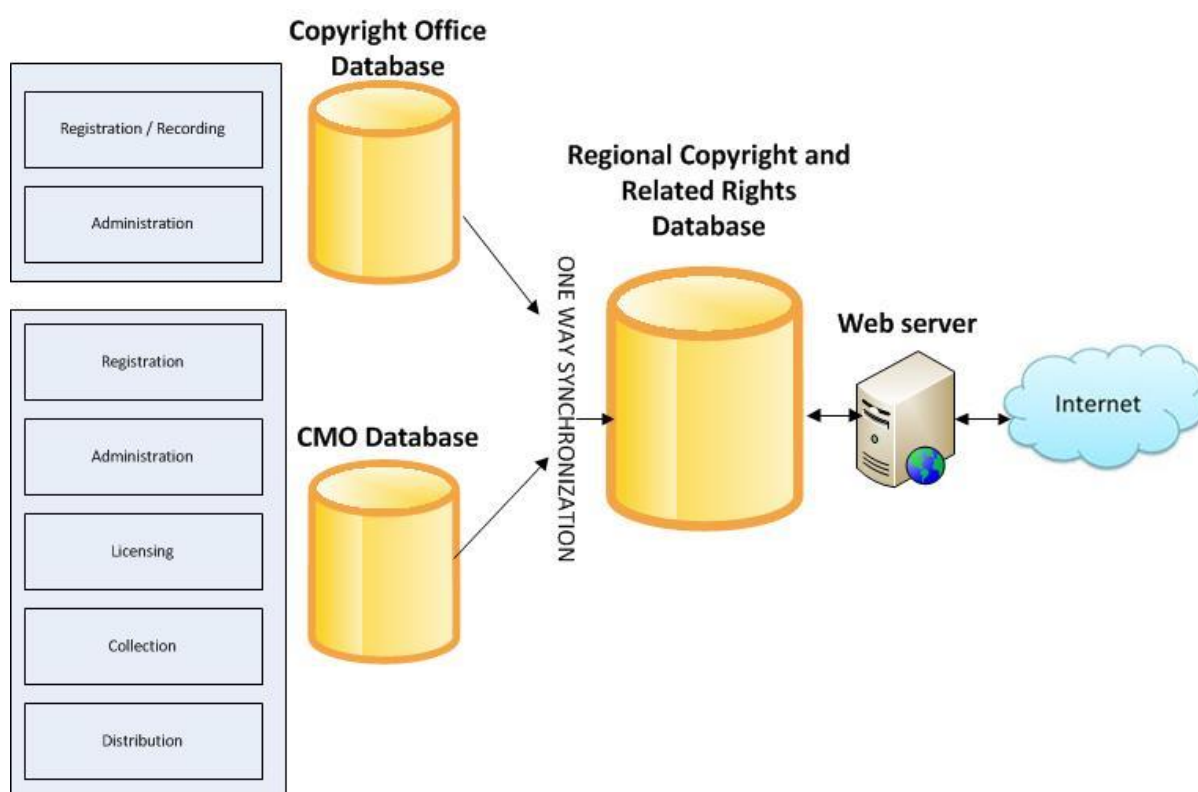 Copyright Office
Database
Registration / Recording
Administration
Regional Copyright and
Related Rights
Database
ONE WAY SYNCHRONIZATION
Web server
Internet
Registration
Administration
CMO Database
Licensing
Collection
Distribution